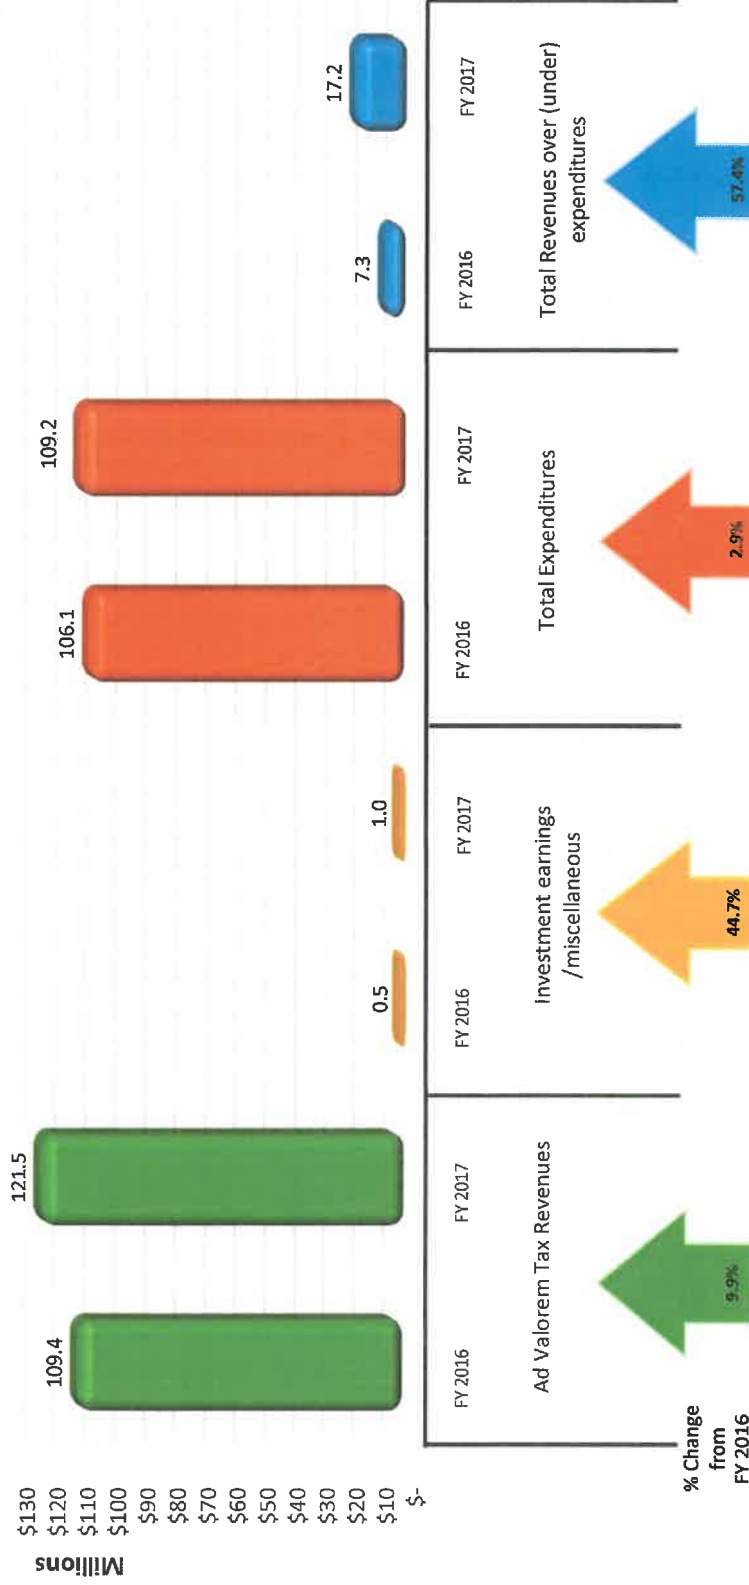 Millions
$130
$120
$110
$100
$90
$80
$70
$60
$50
$40
$30
$20
$10
$-
109.4
121.5
0.5
1.0
106.1
109.2
7.3
17.2
FY 2016
FY 2017
FY 2016
FY 2017
FY 2016
FY 2017
FY 2016
FY 2017
Ad Valorem Tax Revenues
Investment earnings
/miscellaneous
Total Expenditures
Total Revenues over (under)
expenditures
% Change
from
FY 2016
9.9%
44.7%
2.9%
57.4%